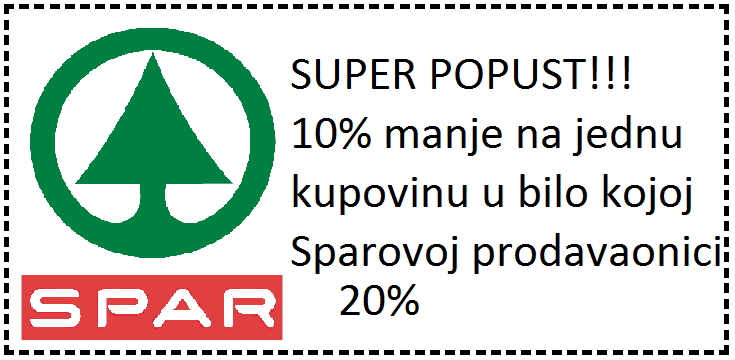 SUPER POPUST!!!
10% manje na jednu
kupovinu u bilo kojoj
Sparovoj prodavaonici
20%
SPAR